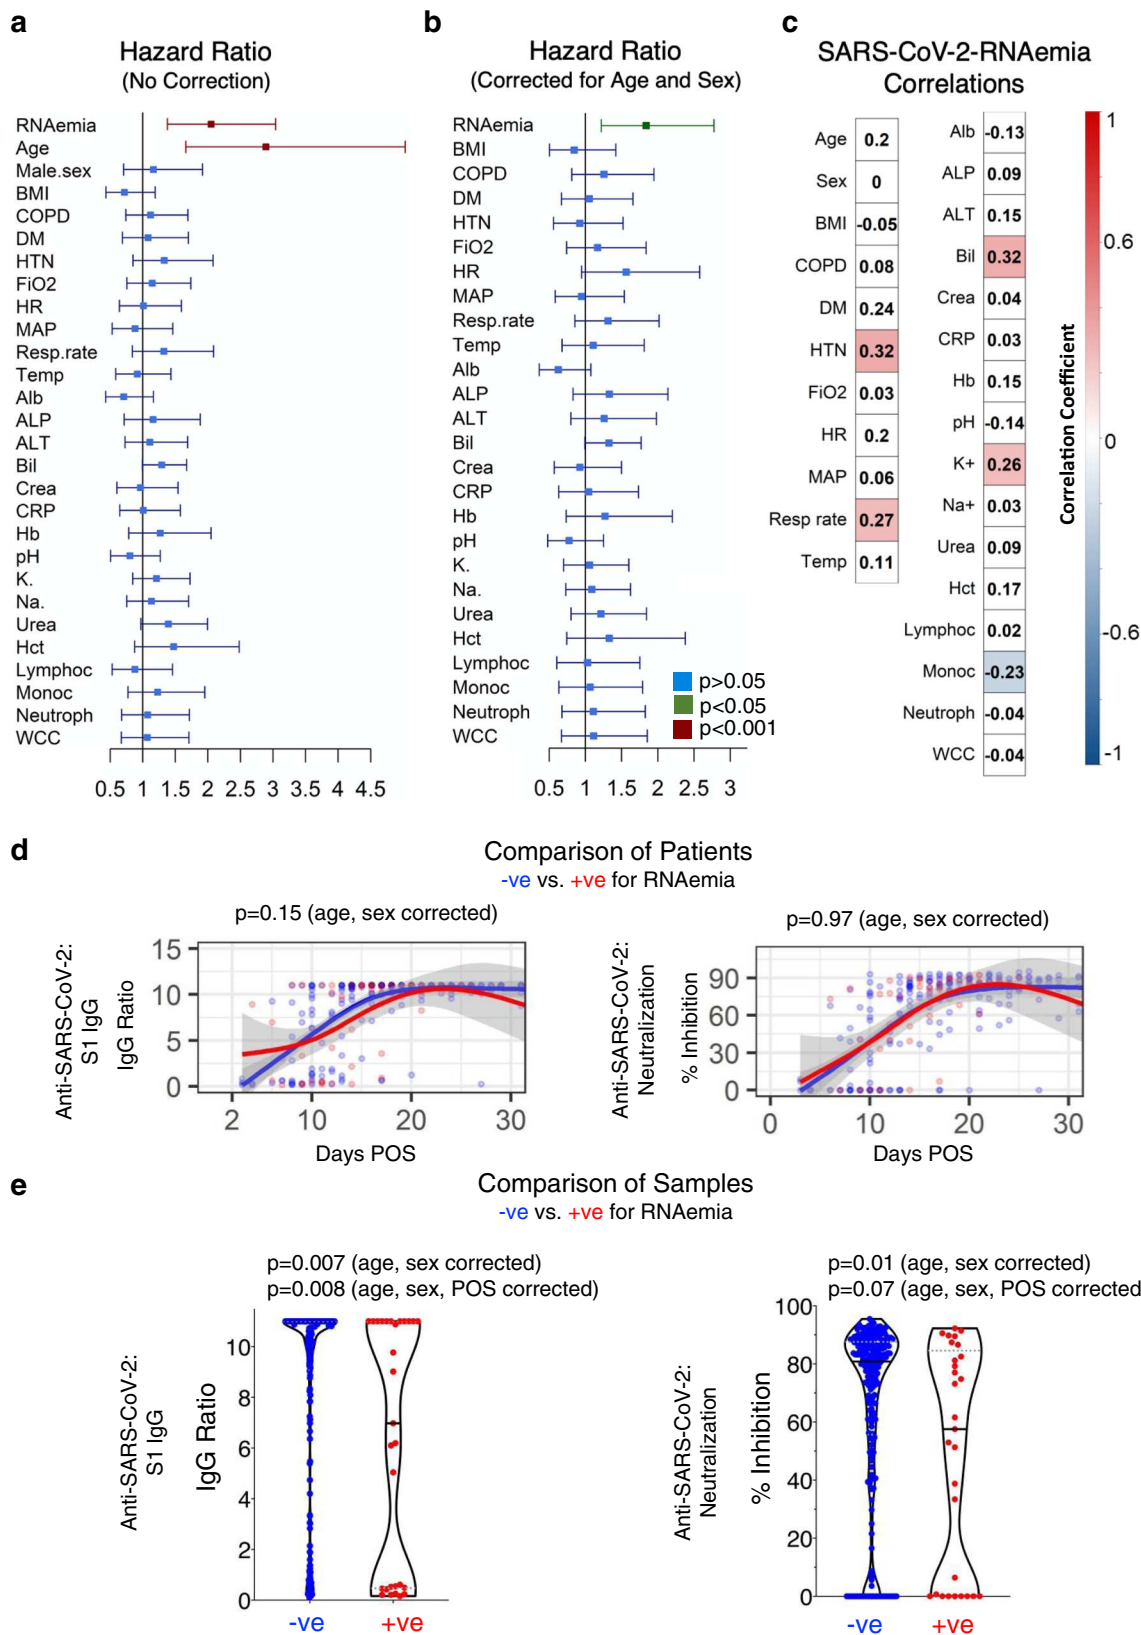 a
Hazard Ratio
(No Correction)
RNAemia
Age
Male.sex
BMI
COPD
DM
HTN
FiO2
HR
MAP
Resp.rate
Temp
Alb
ALP
ALT
Bil
Crea
CRP
Hb
pH
K.
Na.
Urea
Hct
Lymphoc
Monoc
Neutroph
WCC
0.5 1 1.5 2 2.5 3 3.5 4 4.5
b
Hazard Ratio
(Corrected for Age and Sex)
RNAemia
BMI
COPD
DM
HTN
FiO2
HR
MAP
Resp.rate
Temp
Alb
ALP
ALT
Bil
Crea
CRP
Hb
pH
K.
Na.
Urea
Hct
Lymphoc
Monoc
Neutroph
WCC
p>0.05
p<0.05
p<0.001
0.5 1 1.5 2 2.5 3
c
SARS-CoV-2-RNAemia
Correlations
Age 0.2
Sex 0
BMI -0.05
COPD 0.08
DM 0.24
HTN 0.32
FiO2 0.03
HR 0.2
MAP 0.06
Resp rate 0.27
Temp 0.11
Alb -0.13
ALP 0.09
ALT 0.15
Bil 0.32
Crea 0.04
CRP 0.03
Hb 0.15
pH -0.14
K+ 0.26
Na+ 0.03
Urea 0.09
Hct 0.17
Lymphoc 0.02
Monoc -0.23
Neutroph -0.04
WCC -0.04
Correlation Coefficient
1
0.6
0
-0.6
-1
d
Comparison of Patients
-ve vs. +ve for RNAemia
p=0.15 (age, sex corrected)
Anti-SARS-CoV-2:
S1 IgG
IgG Ratio
15
10
5
0
2 10 20 30
Days POS
p=0.97 (age, sex corrected)
Anti-SARS-CoV-2:
Neutralization
% Inhibition
90
60
30
0
0 10 20 30
Days POS
e
Comparison of Samples
-ve vs. +ve for RNAemia
p=0.007 (age, sex corrected)
p=0.008 (age, sex, POS corrected)
Anti-SARS-CoV-2:
S1 IgG
IgG Ratio
10
8
6
4
2
0
-ve +ve
p=0.01 (age, sex corrected)
p=0.07 (age, sex, POS corrected
Anti-SARS-CoV-2:
Neutralization
% Inhibition
100
80
60
40
20
0
-ve +ve